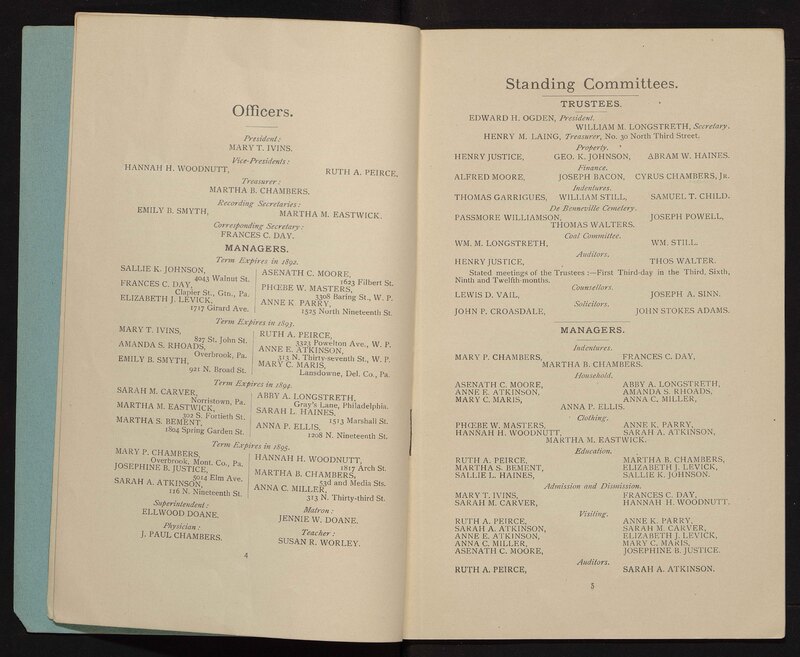 Officers.
President:
MARY T. IVINS.
Vice-Presidents:
HANNAH H. WOODNUTT, RUTH A. PEIRCE,
Treasurer:
MARTHA B. CHAMBERS.
Recording Secretaries:
EMILY B. SMYTH, MARTHA M. EASTWICK.
Corresponding Secretary:
FRANCES C. DAY.
MANAGERS.
Term Expires in 1892.
SALLIE K. JOHNSON,
4043 Walnut St.
FRANCES C. DAY,
Clapier St., Gtn., Pa.
ELIZABETH J. LEVICK,
1717 Girard Ave.
ASENATH C. MOORE,
1623 Filbert St.
PHŒBE W. MASTERS,
3308 Baring St., W. P.
ANNE K. PARRY,
1525 North Nineteenth St.
Term Expires in 1893.
MARY T. IVINS,
827 St. John St.
AMANDA S. RHOADS,
Overbrook, Pa.
EMILY B. SMYTH,
921 N. Broad St.
RUTH A. PEIRCE,
3323 Powelton Ave., W. P.
ANNE E. ATKINSON,
313 N. Thirty-seventh St., W. P.
MARY C. MARIS,
Lansdowne, Del. Co., Pa.
Term Expires in 1894.
SARAH M. CARVER,
Norristown, Pa.
MARTHA M. EASTWICK,
302 S. Fortieth St.
MARTHA S. BEMENT,
1804 Spring Garden St.
ABBY A. LONGSTRETH,
Gray's Lane, Philadelphia.
SARAH L. HAINES,
1513 Marshall St.
ANNA P. ELLIS,
1208 N. Nineteenth St.
Term Expires in 1895.
MARY P. CHAMBERS,
Overbrook, Mont. Co., Pa.
JOSEPHINE B. JUSTICE,
5014 Elm Ave.
SARAH A. ATKINSON,
116 N. Nineteenth St.
HANNAH H. WOODNUTT,
1817 Arch St.
MARTHA B. CHAMBERS,
53d and Media Sts.
ANNA C. MILLER,
313 N. Thirty-third St.
Superintendent: Matron:
ELLWOOD DOANE. JENNIE W. DOANE.
Physician: Teacher:
J. PAUL CHAMBERS. SUSAN R. WORLEY.
4
Standing Committees.
TRUSTEES.
EDWARD H. OGDEN, President.
WILLIAM M. LONGSTRETH, Secretary.
HENRY M. LAING, Treasurer, No. 30 North Third Street.
Property.
HENRY JUSTICE, GEO. K. JOHNSON, ABRAM W. HAINES.
Finance.
ALFRED MOORE, JOSEPH BACON, CYRUS CHAMBERS, JR.
Indentures.
THOMAS GARRIGUES, WILLIAM STILL, SAMUEL T. CHILD.
De Benneville Cemetery.
PASSMORE WILLIAMSON, JOSEPH POWELL,
THOMAS WALTERS.
Coal Committee.
WM. M. LONGSTRETH, WM. STILL.
Auditors.
HENRY JUSTICE, THOS WALTER.
Stated meetings of the Trustees:—First Third-day in the Third, Sixth,
Ninth and Twelfth-months.
Counsellors.
LEWIS D. VAIL, JOSEPH A. SINN.
Solicitors.
JOHN P. CROASDALE, JOHN STOKES ADAMS.
MANAGERS.
Indentures.
MARY P. CHAMBERS, FRANCES C. DAY,
MARTHA B. CHAMBERS.
Household.
ASENATH C. MOORE, ABBY A. LONGSTRETH,
ANNE E. ATKINSON, AMANDA S. RHOADS,
MARY C. MARIS, ANNA C. MILLER,
ANNA P. ELLIS.
Clothing.
PHŒBE W. MASTERS, ANNE K. PARRY,
HANNAH H. WOODNUTT, SARAH A. ATKINSON,
MARTHA M. EASTWICK.
Education.
RUTH A. PEIRCE, MARTHA B. CHAMBERS,
MARTHA S. BEMENT, ELIZABETH J. LEVICK,
SALLIE L. HAINES, SALLIE K. JOHNSON.
Admission and Dismission.
MARY T. IVINS, FRANCES C. DAY,
SARAH M. CARVER, HANNAH H. WOODNUTT.
Visiting.
RUTH A. PEIRCE, ANNE K. PARRY,
SARAH A. ATKINSON, SARAH M. CARVER,
ANNE E. ATKINSON, ELIZABETH J. LEVICK,
ANNA C. MILLER, MARY C. MARIS,
ASENATH C. MOORE, JOSEPHINE B. JUSTICE.
Auditors.
RUTH A. PEIRCE, SARAH A. ATKINSON.
5